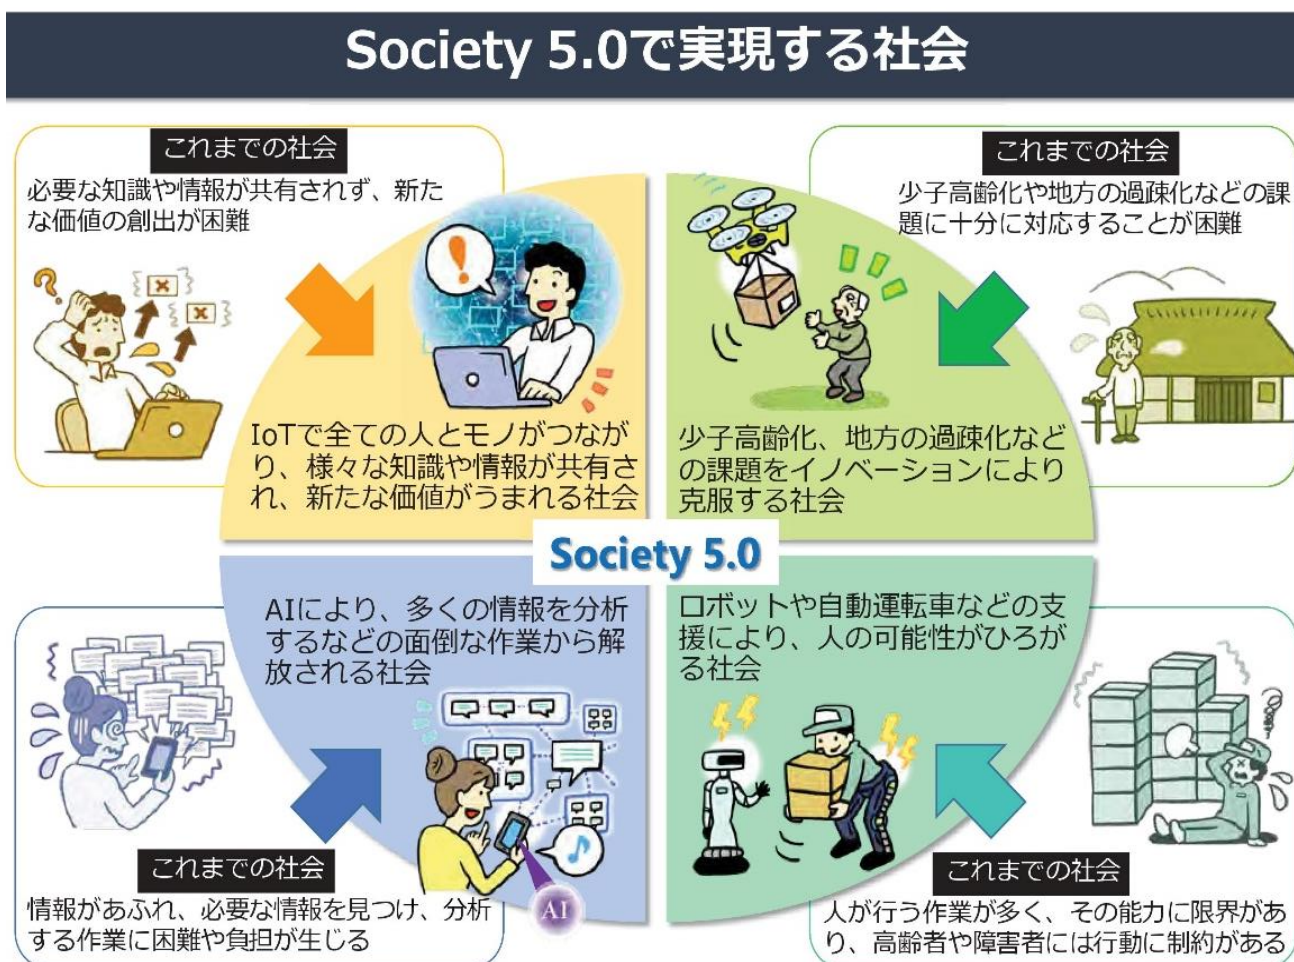 Society 5.0で実現する社会
これまでの社会
必要な知識や情報が共有されず、新た
な価値の創出が困難
IoTで全ての人とモノがつなが
り、様々な知識や情報が共有さ
れ、新たな価値がうまれる社会
これまでの社会
少子高齢化や地方の過疎化などの課
題に十分に対応することが困難
少子高齢化、地方の過疎化など
の課題をイノベーションにより
克服する社会
Society 5.0
AIにより、多くの情報を分析
するなどの面倒な作業から解
放される社会
AI
これまでの社会
情報があふれ、必要な情報を見つけ、分析
する作業に困難や負担が生じる
ロボットや自動運転車などの支
援により、人の可能性がひろが
る社会
これまでの社会
人が行う作業が多く、その能力に限界があ
り、高齢者や障害者には行動に制約がある